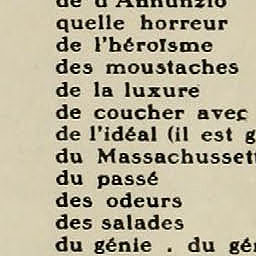 de d'Annunzio
quelle horreur
de l'héroïsme
des moustaches
de la luxure
de coucher avec
de l'idéal (il est
du Massachussett
du passé
des odeurs
des salades
du génie . du gé